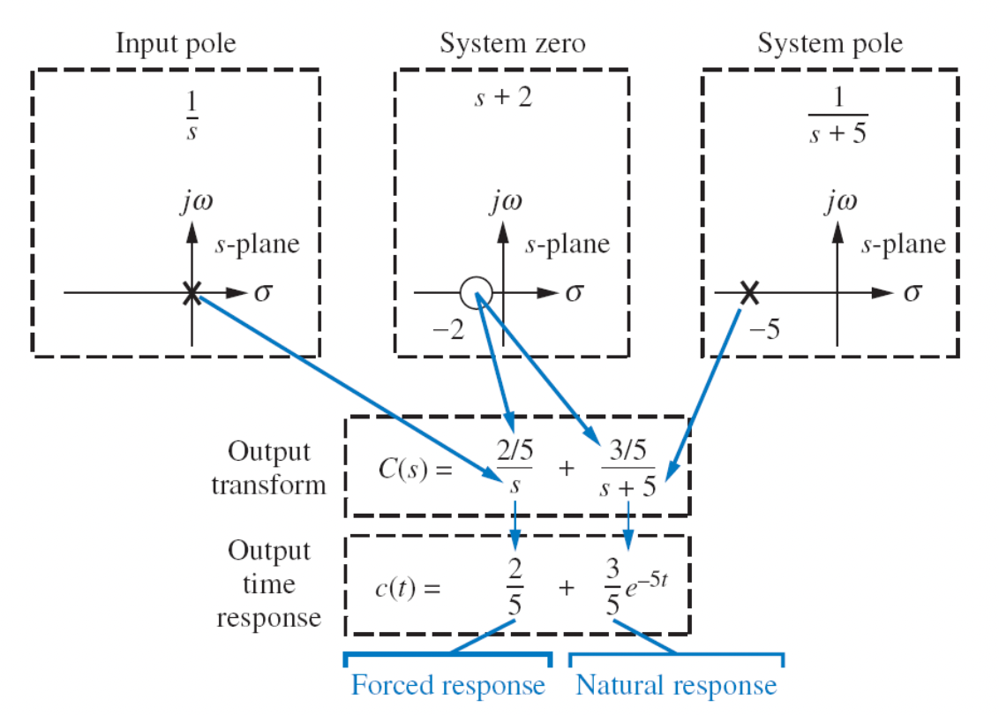 Input pole
System zero
System pole
1/s
s + 2
1/(s + 5)
jω
s-plane
σ
jω
s-plane
σ
−2
jω
s-plane
σ
−5
Output
transform
C(s) = (2/5)/s + (3/5)/(s + 5)
Output
time
response
c(t) = 2/5 + 3/5 e^(−5t)
Forced response
Natural response